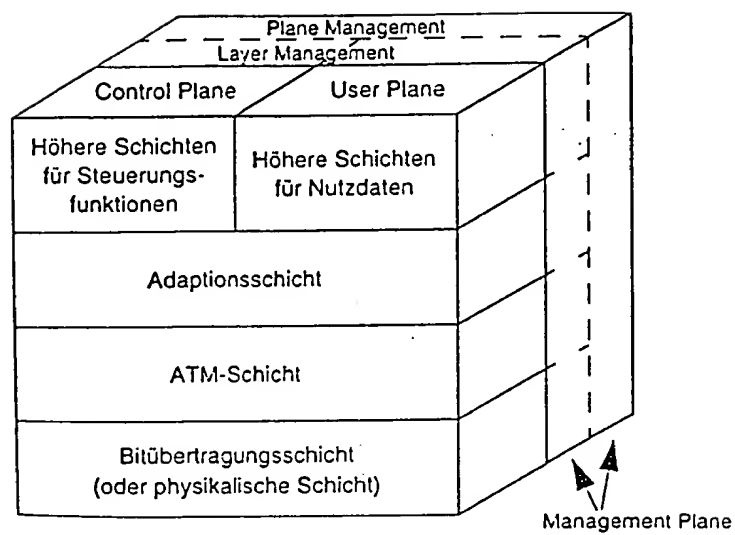 Plane Management
Layer Management
Control Plane
User Plane
Höhere Schichten
für Steuerungs-
funktionen
Höhere Schichten
für Nutzdaten
Adaptionsschicht
ATM-Schicht
Bitübertragungsschicht
(oder physikalische Schicht)
Management Plane